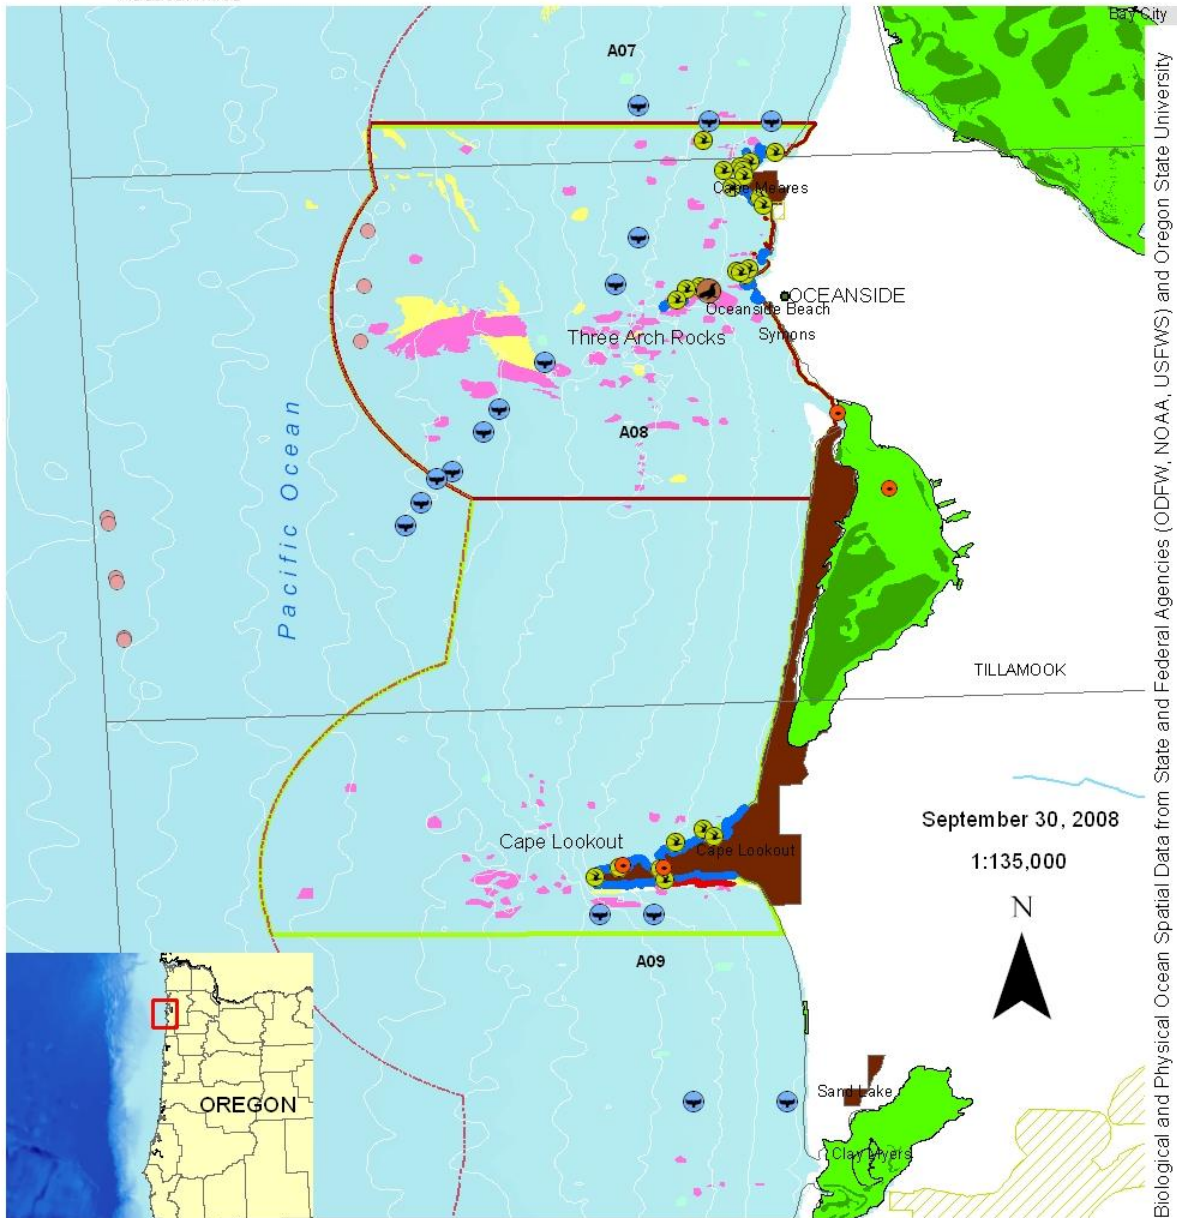 Bay City
A07
Cape Meares
OCEANSIDE
Oceanside Beach
Three Arch Rocks
Symons
A08
Pacific Ocean
TILLAMOOK
September 30, 2008
1:135,000
N
Cape Lookout
Cape Lookout
A09
Sand Lake
Clay Myers
OREGON
Biological and Physical Ocean Spatial Data from State and Federal Agencies (ODFW, NOAA, USFWS) and Oregon State University